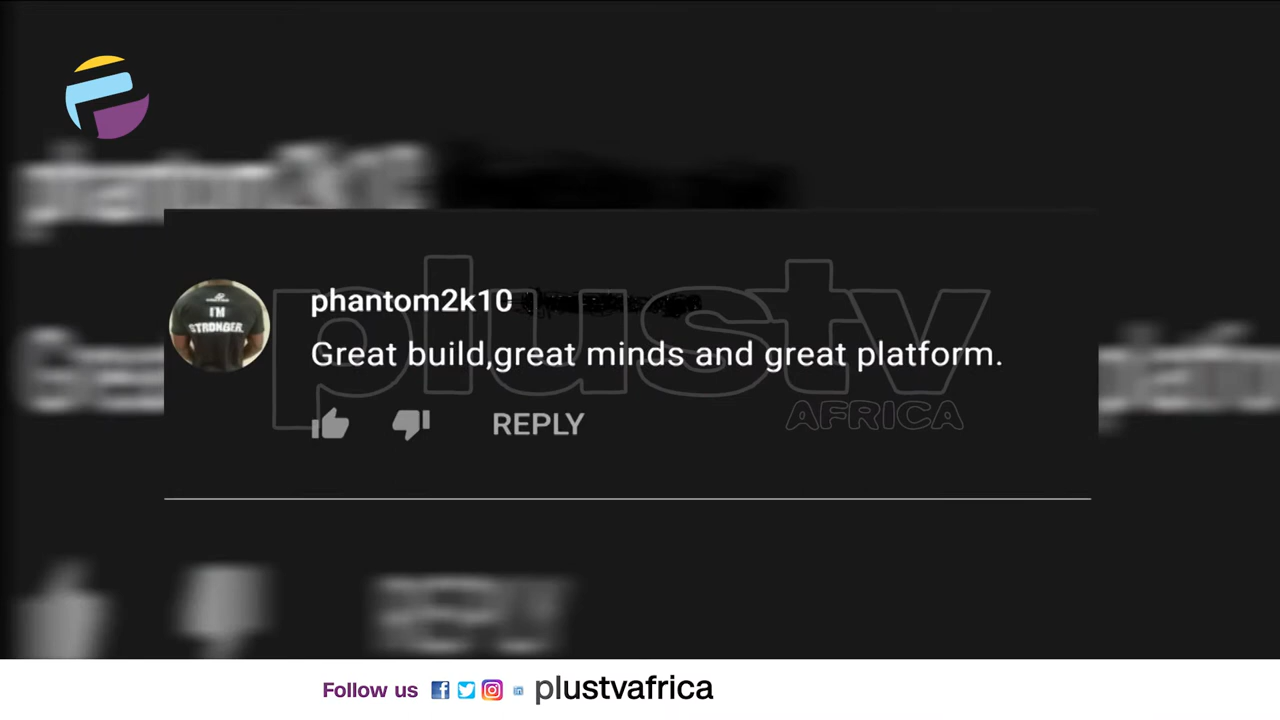 I'M
STRONGER.
phantom2k10
Great build,great minds and great platform.
REPLY
plustv
AFRICA
Follow us plustvafrica